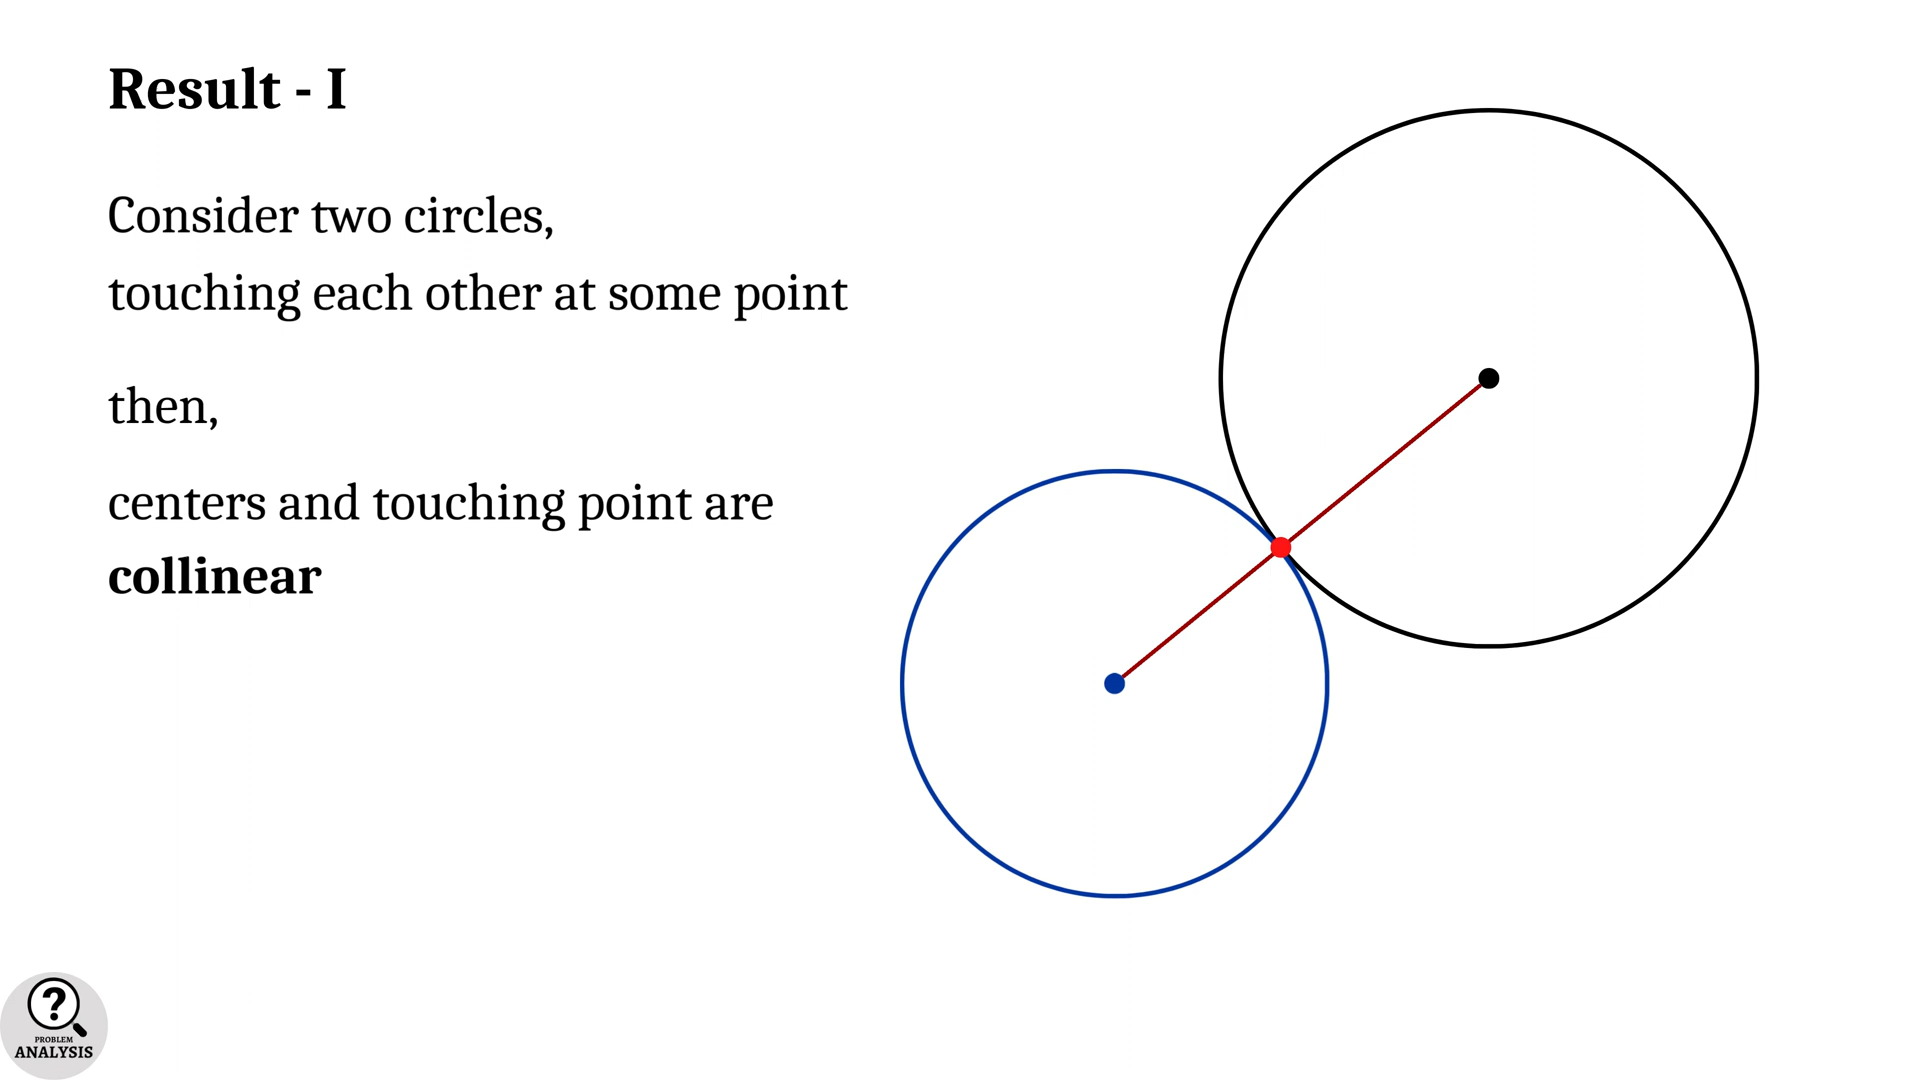 Result - I
Consider two circles,
touching each other at some point
then,
centers and touching point are
collinear
?
PROBLEM
ANALYSIS